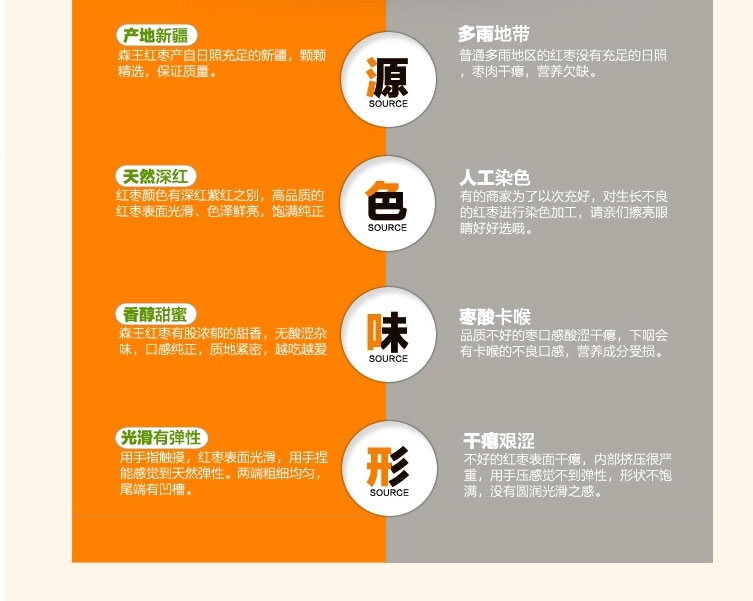 产地新疆
森王红枣产自日照充足的新疆，颗颗
精选，保证质量。
源
SOURCE
多雨地带
普通多雨地区的红枣没有充足的日照
，枣肉干瘪，营养欠缺。
天然深红
红枣颜色有深红紫红之别，高品质的
红枣表面光滑、色泽鲜亮，饱满纯正
色
SOURCE
人工染色
有的商家为了以次充好，对生长不良
的红枣进行染色加工，请亲们擦亮眼
睛好好选哦。
香醇甜蜜
森王红枣有股浓郁的甜香，无酸涩杂
味，口感纯正，质地紧密，越吃越爱
味
SOURCE
枣酸卡喉
品质不好的枣口感酸涩干瘪，下咽会
有卡喉的不良口感，营养成分受损。
光滑有弹性
用手指触摸，红枣表面光滑，用手捏
能感觉到天然弹性。两端粗细均匀，
尾端有凹槽。
形
SOURCE
干瘪艰涩
不好的红枣表面干瘪，内部挤压很严
重，用手压感觉不到弹性，形状不饱
满，没有圆润光滑之感。